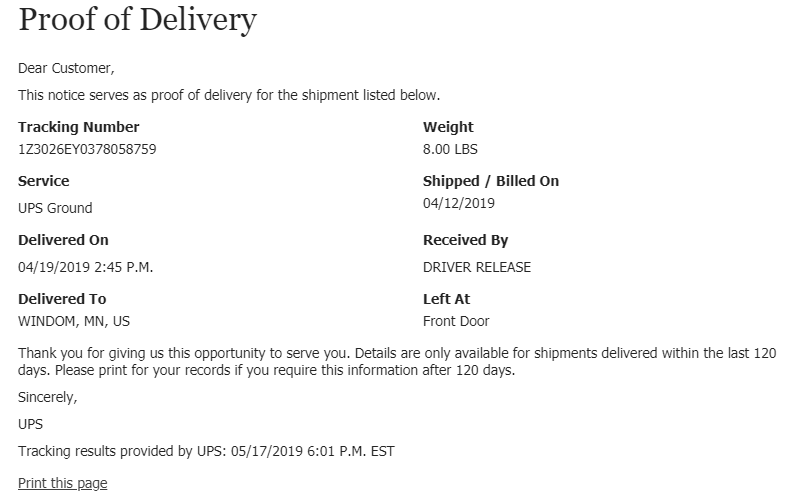 Proof of Delivery
Dear Customer,
This notice serves as proof of delivery for the shipment listed below.
Tracking Number
1Z3026EY0378058759
Weight
8.00 LBS
Service
UPS Ground
Shipped / Billed On
04/12/2019
Delivered On
04/19/2019 2:45 P.M.
Received By
DRIVER RELEASE
Delivered To
WINDOM, MN, US
Left At
Front Door
Thank you for giving us this opportunity to serve you. Details are only available for shipments delivered within the last 120
days. Please print for your records if you require this information after 120 days.
Sincerely,
UPS
Tracking results provided by UPS: 05/17/2019 6:01 P.M. EST
Print this page